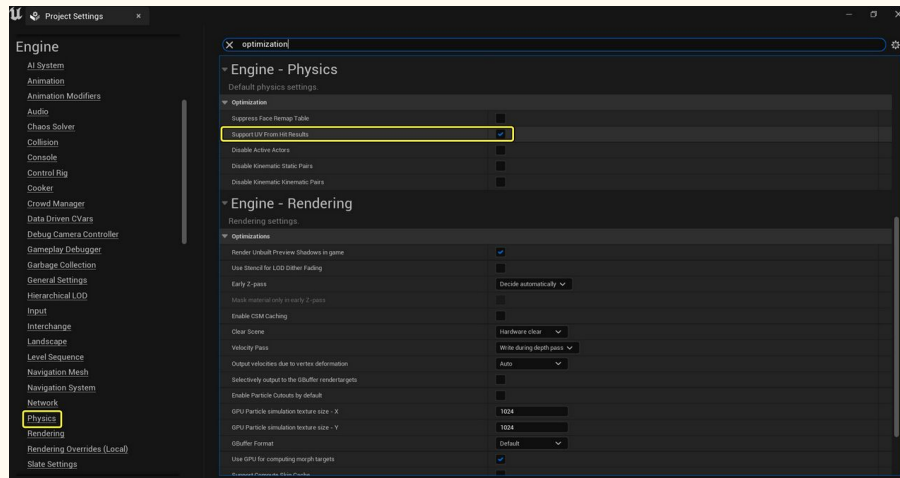 Project Settings
Engine
AI System
Animation
Animation Modifiers
Audio
Chaos Solver
Collision
Console
Control Rig
Cooker
Crowd Manager
Data Driven CVars
Debug Camera Controller
Gameplay Debugger
Garbage Collection
General Settings
Hierarchical LOD
Input
Interchange
Landscape
Level Sequence
Navigation Mesh
Navigation System
Network
Physics
Rendering
Rendering Overrides (Local)
Slate Settings
optimization
Engine - Physics
Default physics settings.
Optimization
Suppress Face Remap Table
Support UV From Hit Results
Disable Active Actors
Disable Kinematic Static Pairs
Disable Kinematic Kinematic Pairs
Engine - Rendering
Rendering settings.
Optimizations
Render Unbuilt Preview Shadows in game
Use Stencil for LOD Dither Fading
Early Z-pass Decide automatically
Mask material only in early Z-pass
Enable CSM Caching
Clear Scene Hardware clear
Velocity Pass Write during depth pass
Output velocities due to vertex deformation Auto
Selectively output to the GBuffer rendertargets
Enable Particle Cutouts by default
GPU Particle simulation texture size - X 1024
GPU Particle simulation texture size - Y 1024
GBuffer Format Default
Use GPU for computing morph targets
Support Compute Skin Cache